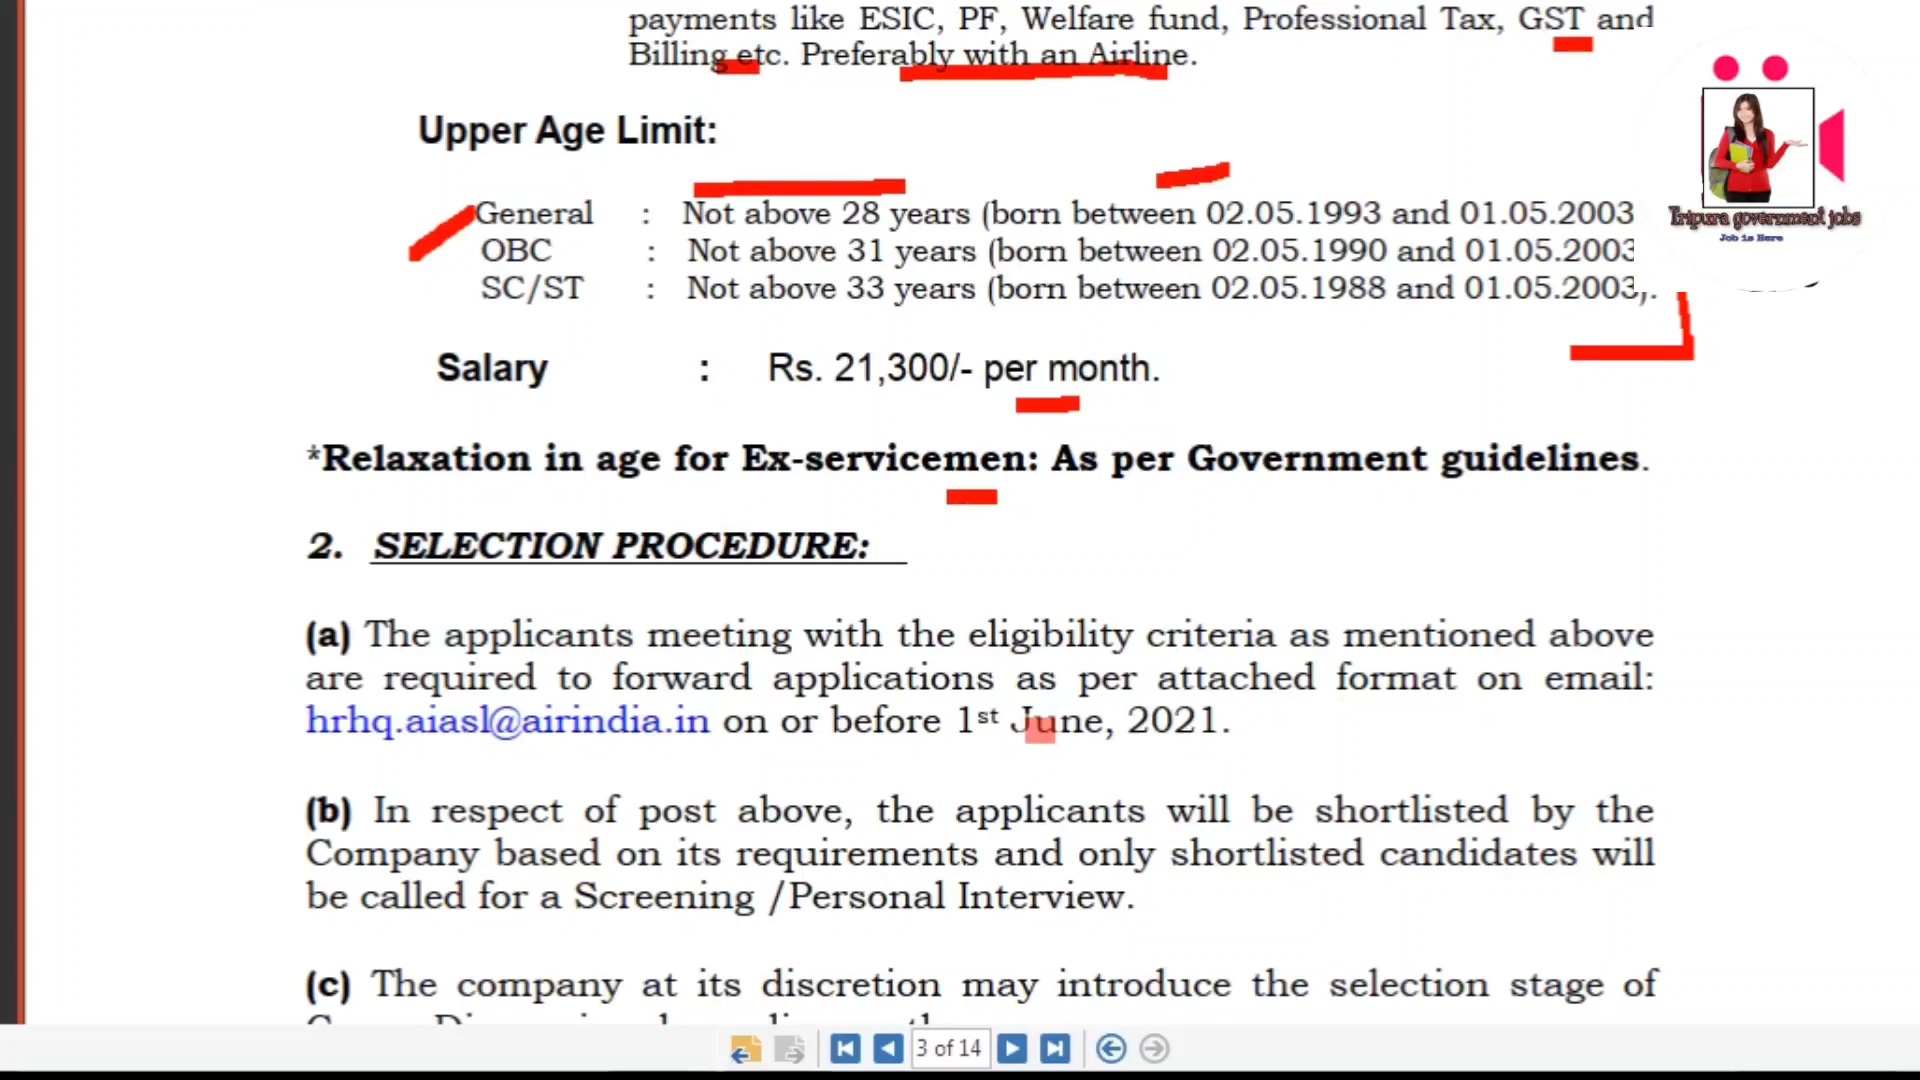 payments like ESIC, PF, Welfare fund, Professional Tax, GST and
Billing etc. Preferably with an Airline.
Upper Age Limit:
General : Not above 28 years (born between 02.05.1993 and 01.05.2003
OBC : Not above 31 years (born between 02.05.1990 and 01.05.2003
SC/ST : Not above 33 years (born between 02.05.1988 and 01.05.2003).
Tripura government jobs
Job is Here
Salary : Rs. 21,300/- per month.
*Relaxation in age for Ex-servicemen: As per Government guidelines.
2. SELECTION PROCEDURE:
(a) The applicants meeting with the eligibility criteria as mentioned above
are required to forward applications as per attached format on email:
hrhq.aiasl@airindia.in on or before 1st June, 2021.
(b) In respect of post above, the applicants will be shortlisted by the
Company based on its requirements and only shortlisted candidates will
be called for a Screening /Personal Interview.
(c) The company at its discretion may introduce the selection stage of
3 of 14